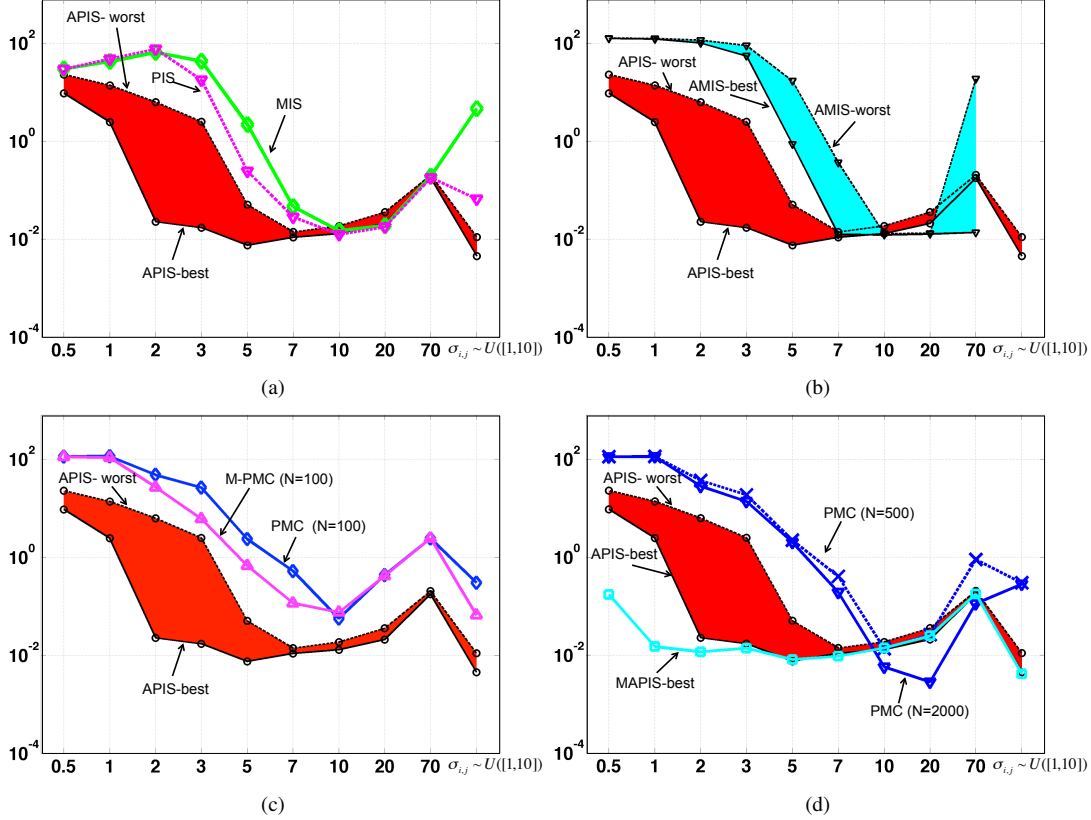 APIS- worst
10^2
PIS
MIS
10^0
10^-2
APIS-best
10^-4
0.5 1 2 3 5 7 10 20 70 σ_{i,j} ~ U([1,10])
(a)
10^2
APIS- worst
AMIS-best
AMIS-worst
10^0
10^-2
APIS-best
10^-4
0.5 1 2 3 5 7 10 20 70 σ_{i,j} ~ U([1,10])
(b)
10^2
APIS- worst
M-PMC (N=100)
PMC (N=100)
10^0
10^-2
APIS-best
10^-4
0.5 1 2 3 5 7 10 20 70 σ_{i,j} ~ U([1,10])
(c)
10^2
APIS- worst
PMC (N=500)
10^0
APIS-best
10^-2
MAPIS-best
PMC (N=2000)
10^-4
0.5 1 2 3 5 7 10 20 70 σ_{i,j} ~ U([1,10])
(d)